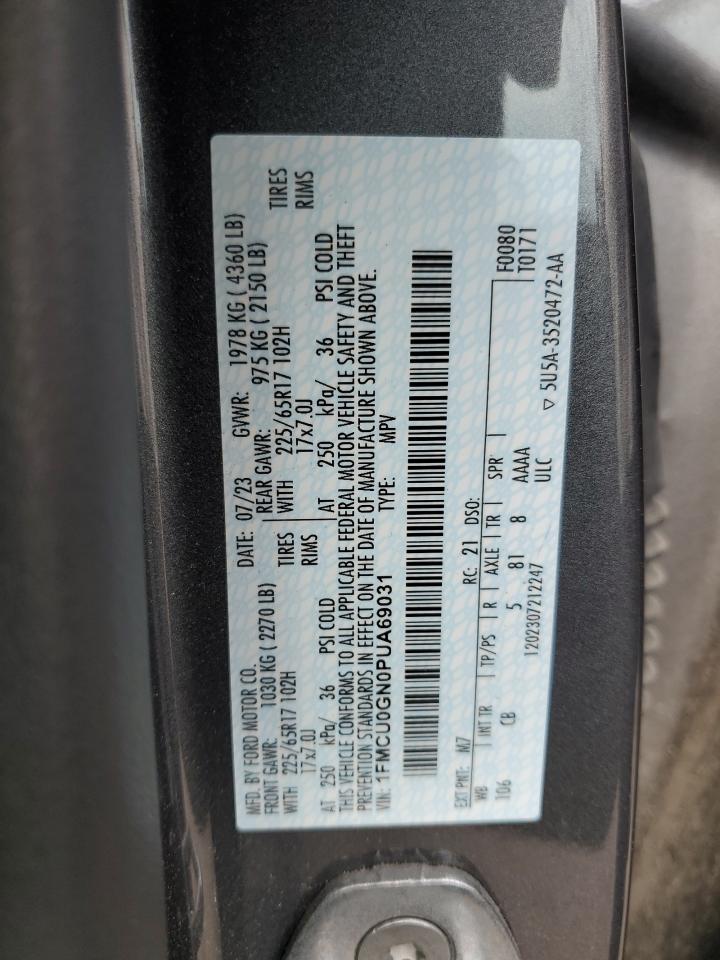 MFD. BY FORD MOTOR CO. DATE: 07/23 GVWR: 1978 KG ( 4360 LB)
FRONT GAWR: 1030 KG ( 2270 LB) REAR GAWR: 975 KG ( 2150 LB)
WITH 225/65R17 102H TIRES WITH 225/65R17 102H TIRES
17x7.0J RIMS 17x7.0J RIMS
AT 250 kPa/ 36 PSI COLD AT 250 kPa/ 36 PSI COLD
THIS VEHICLE CONFORMS TO ALL APPLICABLE FEDERAL MOTOR VEHICLE SAFETY AND THEFT
PREVENTION STANDARDS IN EFFECT ON THE DATE OF MANUFACTURE SHOWN ABOVE.
VIN: 1FMCU0GN0PUA69031 TYPE: MPV
EXT PNT: M7 RC: 21 DSO: F0080
WB INT TR TP/PS R AXLE TR SPR T0171
106 CB 5 81 8 AAAA
1202307212247 ULC ▽ 5U5A-3520472-AA